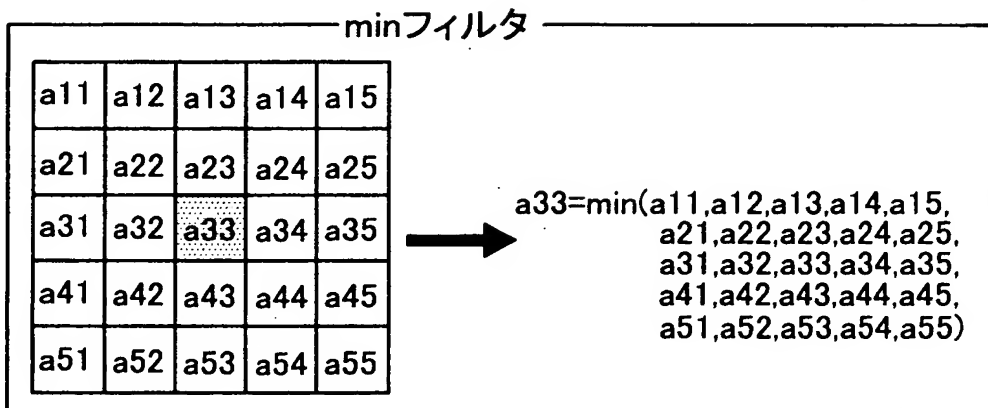 minフィルタ
a11 a12 a13 a14 a15
a21 a22 a23 a24 a25
a31 a32 a33 a34 a35
a41 a42 a43 a44 a45
a51 a52 a53 a54 a55
a33=min(a11,a12,a13,a14,a15,
a21,a22,a23,a24,a25,
a31,a32,a33,a34,a35,
a41,a42,a43,a44,a45,
a51,a52,a53,a54,a55)